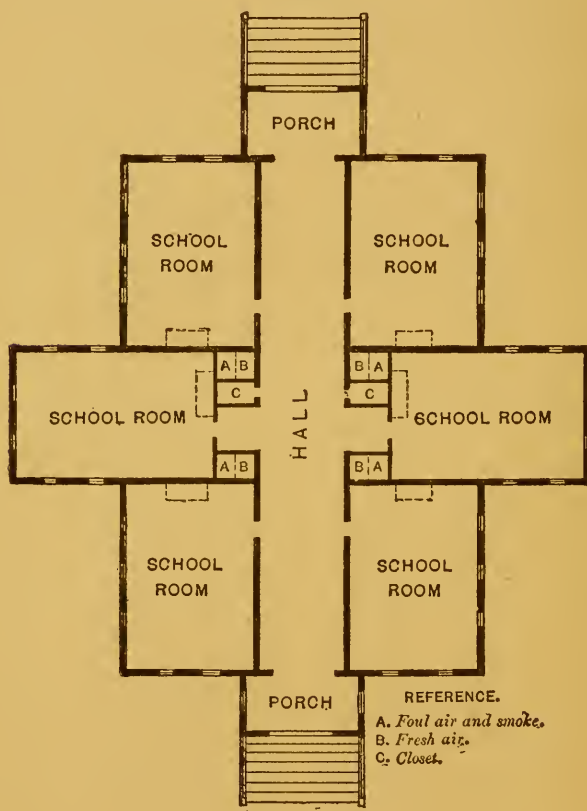 PORCH
SCHOOL
ROOM
SCHOOL
ROOM
A B
B A
C
C
SCHOOL ROOM
HALL
SCHOOL ROOM
A B
B A
SCHOOL
ROOM
SCHOOL
ROOM
PORCH
REFERENCE.
A. Foul air and smoke.
B. Fresh air.
C. Closet.